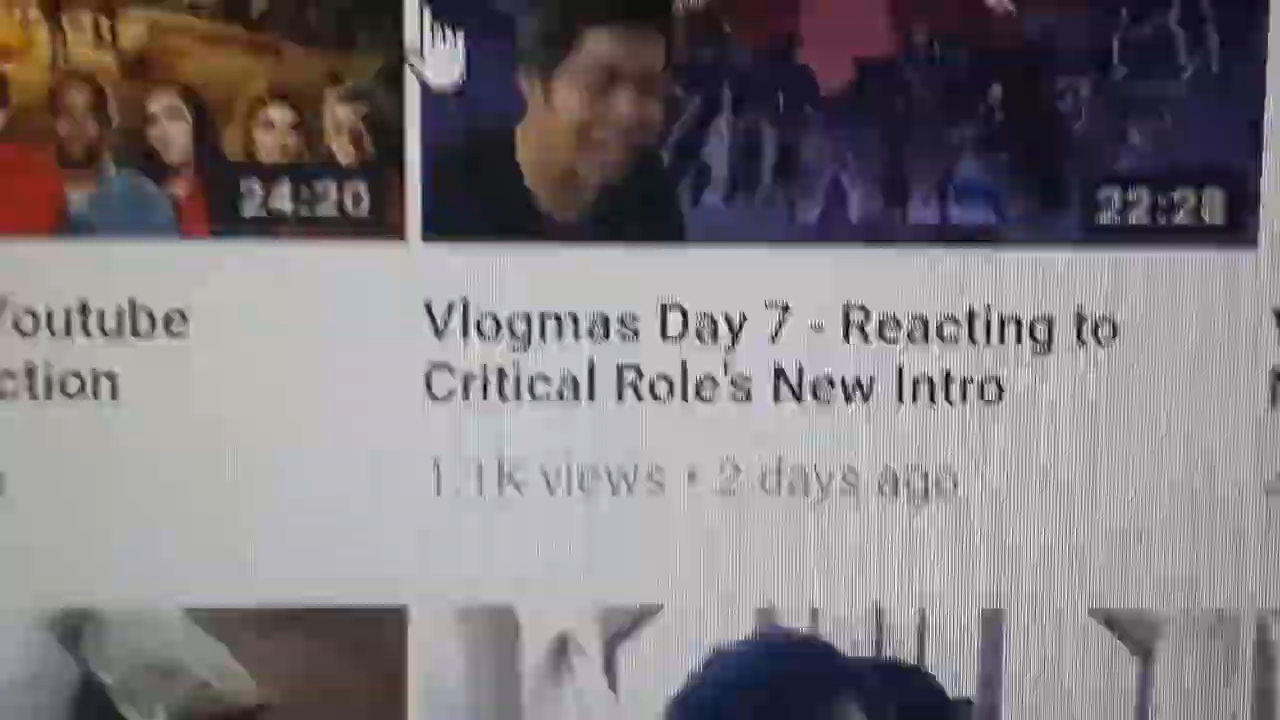 24:20
22:28
Youtube
ction
Vlogmas Day 7 - Reacting to
Critical Role's New Intro
1.1K views • 2 days ago